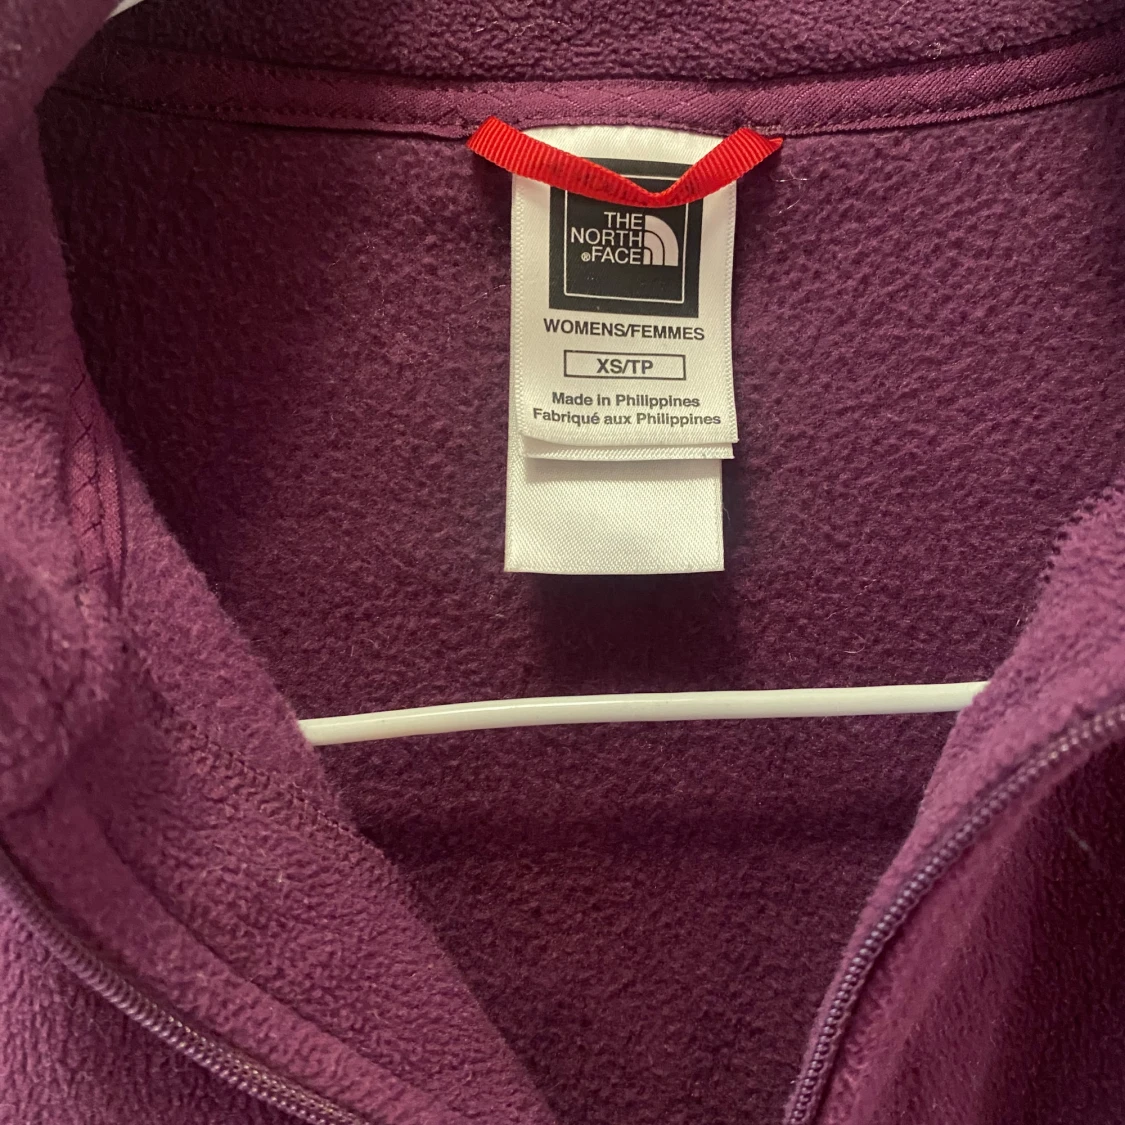 THE
NORTH
®FACE
WOMENS/FEMMES
XS/TP
Made in Philippines
Fabriqué aux Philippines